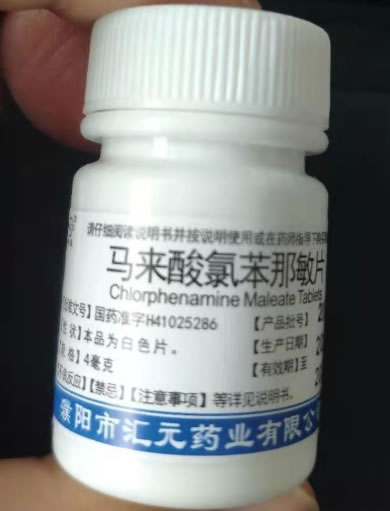 请仔细阅读说明书并按说明使用或在药师指导下购买
马来酸氯苯那敏片
Chlorphenamine Maleate Tablets
准文号】国药准字H41025286 【产品批号】
性状】本品为白色片。 【生产日期】
格】4毫克 【有效期】至
反应】【禁忌】【注意事项】等详见说明书。
濮阳市汇元药业有限公